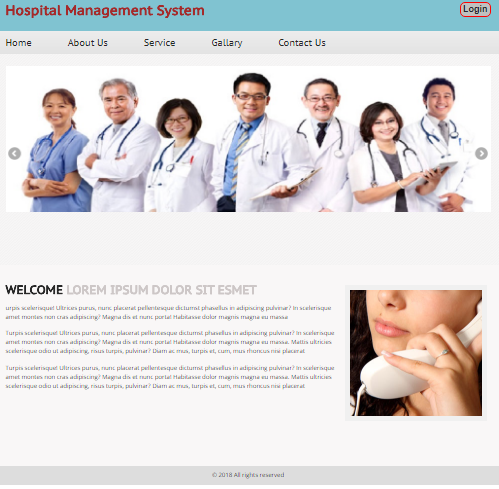 Hospital Management System
Login
Home About Us Service Gallary Contact Us
WELCOME LOREM IPSUM DOLOR SIT ESMET
urpis scelerisque! Ultrices purus, nunc placerat pellentesque dictumst phasellus in adipiscing pulvinar? In scelerisque
amet montes non cras adipiscing? Magna dis et nunc porta! Habitasse dolor magnis magna eu massa
Turpis scelerisque! Ultrices purus, nunc placerat pellentesque dictumst phasellus in adipiscing pulvinar? In scelerisque
amet montes non cras adipiscing? Magna dis et nunc porta! Habitasse dolor magnis magna eu massa. Mattis ultricies
scelerisque odio ut adipiscing, risus turpis, pulvinar? Diam ac mus, turpis et, cum, mus rhoncus nisi placerat
Turpis scelerisque! Ultrices purus, nunc placerat pellentesque dictumst phasellus in adipiscing pulvinar? In scelerisque
amet montes non cras adipiscing? Magna dis et nunc porta! Habitasse dolor magnis magna eu massa. Mattis ultricies
scelerisque odio ut adipiscing, risus turpis, pulvinar? Diam ac mus, turpis et, cum, mus rhoncus nisi placerat.
© 2018 All rights reserved